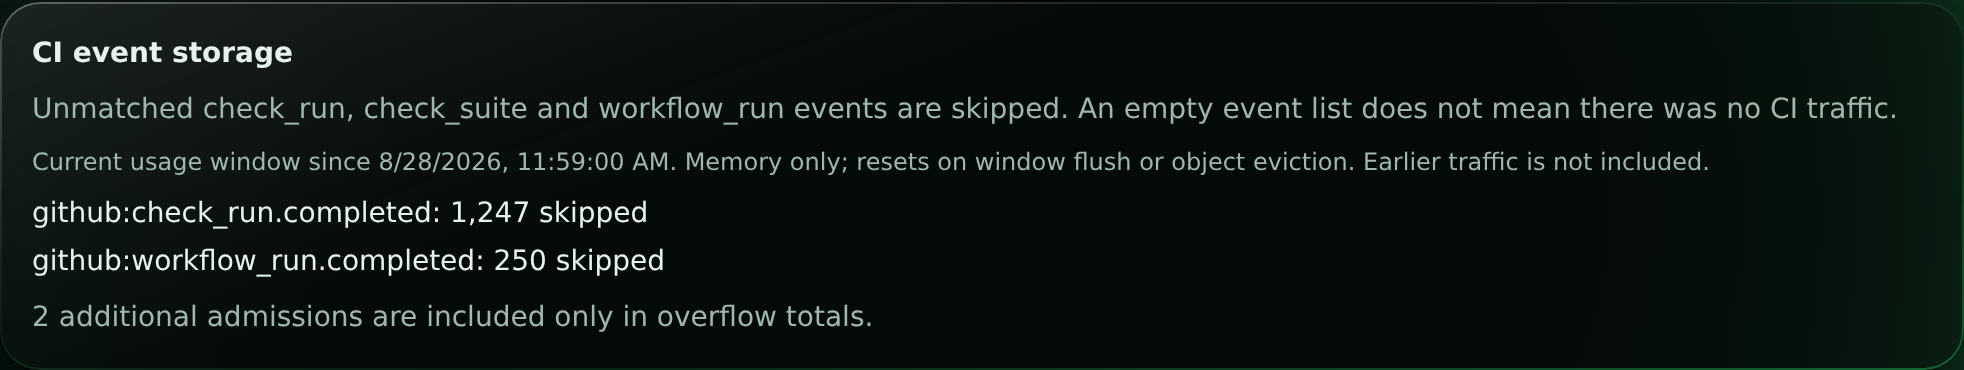 CI event storage
Unmatched check_run, check_suite and workflow_run events are skipped. An empty event list does not mean there was no CI traffic.
Current usage window since 8/28/2026, 11:59:00 AM. Memory only; resets on window flush or object eviction. Earlier traffic is not included.
github:check_run.completed: 1,247 skipped
github:workflow_run.completed: 250 skipped
2 additional admissions are included only in overflow totals.